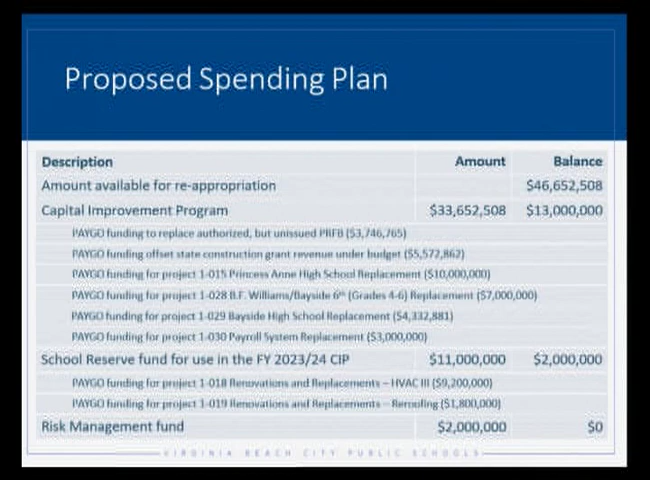 Proposed Spending Plan
Description Amount Balance
Amount available for re-appropriation $46,652,508
Capital Improvement Program $33,652,508 $13,000,000
PAYGO funding to replace authorized, but unissued PRFB ($3,746,765)
PAYGO funding offset state construction grant revenue under budget ($5,572,862)
PAYGO funding for project 1-015 Princess Anne High School Replacement ($10,000,000)
PAYGO funding for project 1-028 B.F. Williams/Bayside 6th (Grades 4-6) Replacement ($7,000,000)
PAYGO funding for project 1-029 Bayside High School Replacement ($4,332,881)
PAYGO funding for project 1-030 Payroll System Replacement ($3,000,000)
School Reserve fund for use in the FY 2023/24 CIP $11,000,000 $2,000,000
PAYGO funding for project 1-018 Renovations and Replacements – HVAC III ($9,200,000)
PAYGO funding for project 1-019 Renovations and Replacements – Reroofing ($1,800,000)
Risk Management fund $2,000,000 $0
VIRGINIA BEACH CITY PUBLIC SCHOOLS